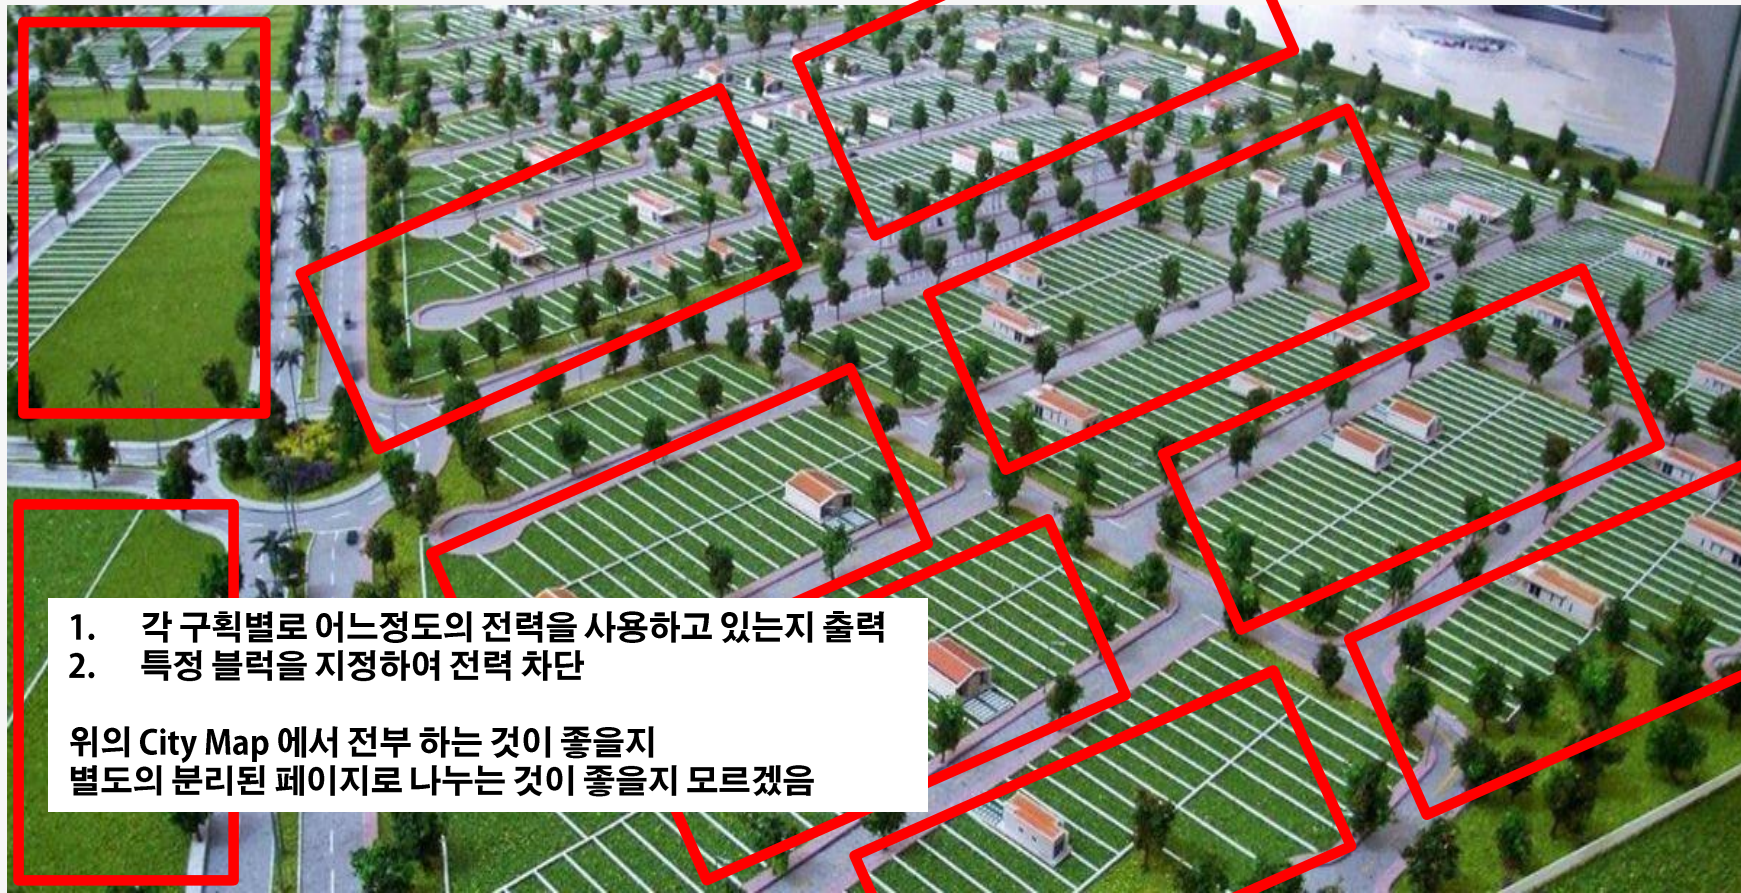 1. 각 구획별로 어느정도의 전력을 사용하고 있는지 출력
2. 특정 블럭을 지정하여 전력 차단
위의 City Map 에서 전부 하는 것이 좋을지
별도의 분리된 페이지로 나누는 것이 좋을지 모르겠음